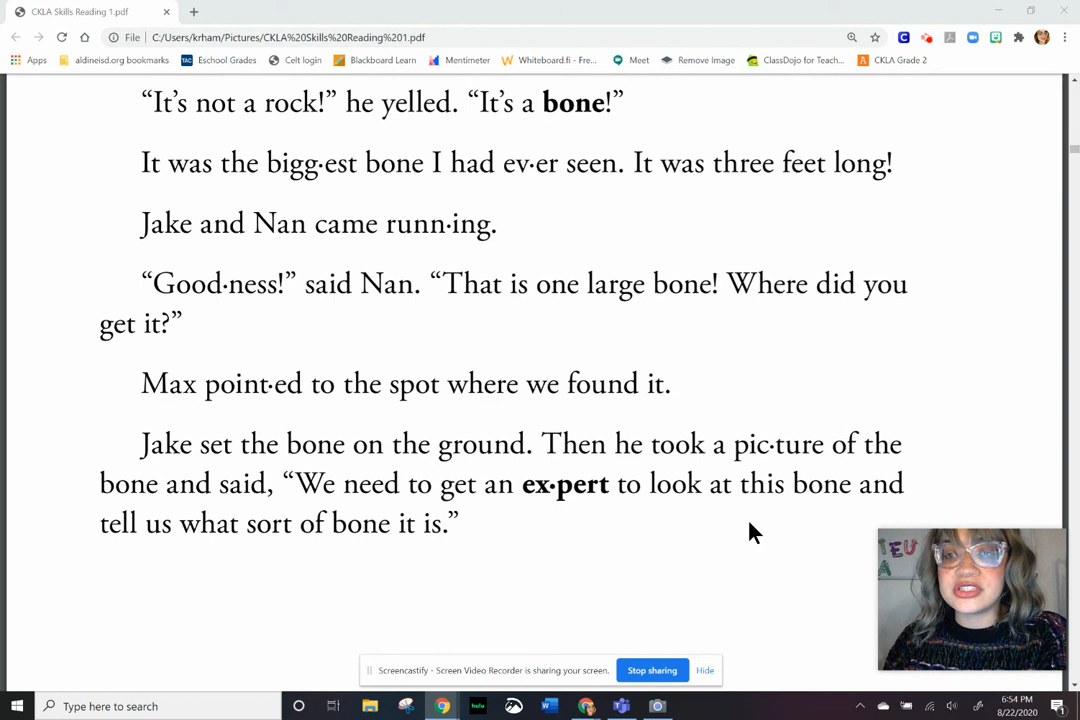 CKLA Skills Reading 1.pdf
File | C:/Users/krham/Pictures/CKLA%20Skills%20Reading%201.pdf
Apps aldineisd.org bookmarks TAC Eschool Grades Celt login Blackboard Learn Mentimeter Whiteboard.fi - Fre... Meet Remove Image ClassDojo for Teach... CKLA Grade 2
“It’s not a rock!” he yelled. “It’s a bone!”
It was the bigg·est bone I had ev·er seen. It was three feet long!
Jake and Nan came runn·ing.
“Good·ness!” said Nan. “That is one large bone! Where did you
get it?”
Max point·ed to the spot where we found it.
Jake set the bone on the ground. Then he took a pic·ture of the
bone and said, “We need to get an ex·pert to look at this bone and
tell us what sort of bone it is.”
TEU
A
Screencastify - Screen Video Recorder is sharing your screen. Stop sharing Hide
Type here to search
hulu
6:54 PM
8/22/2020